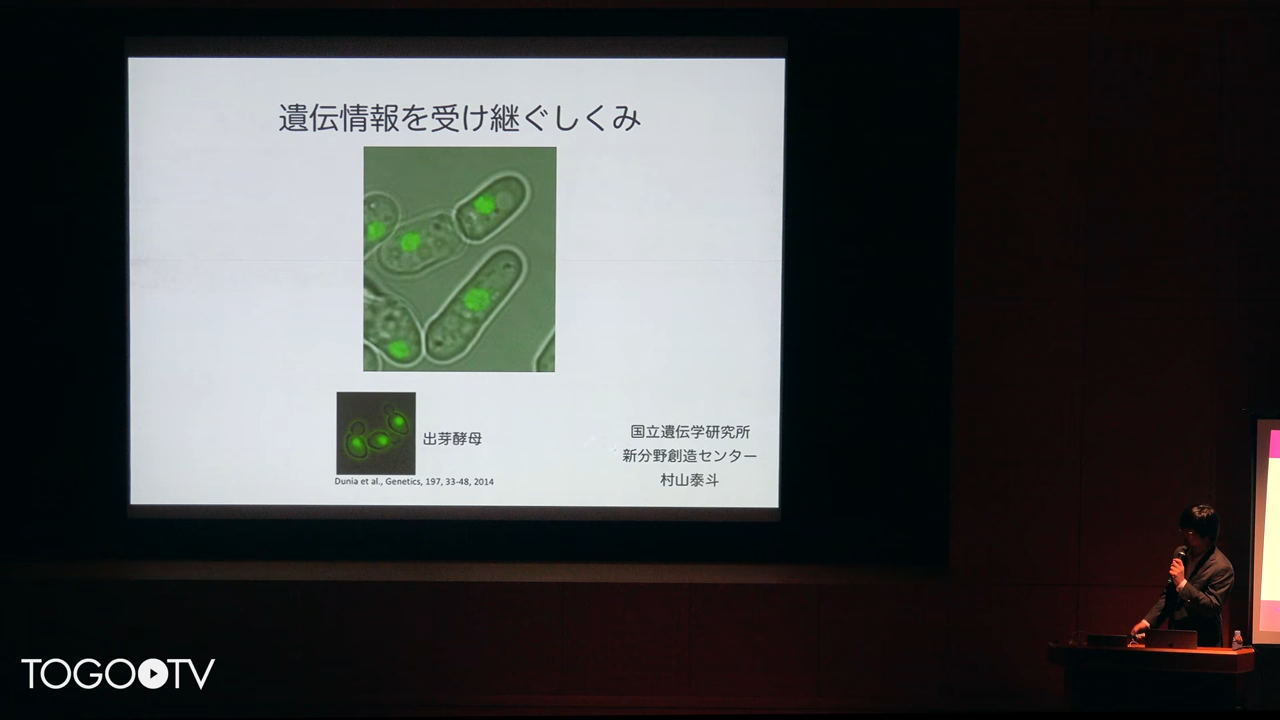 遺伝情報を受け継ぐしくみ
出芽酵母
Dunia et al., Genetics, 197, 33-48, 2014
国立遺伝学研究所
新分野創造センター
村山泰斗
TOGOTV